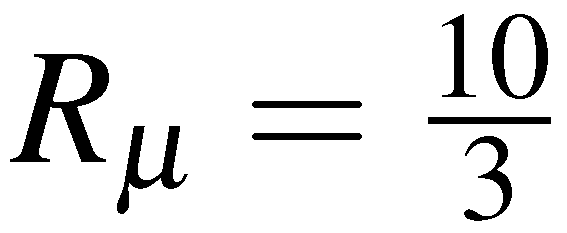 R_μ = 10/3